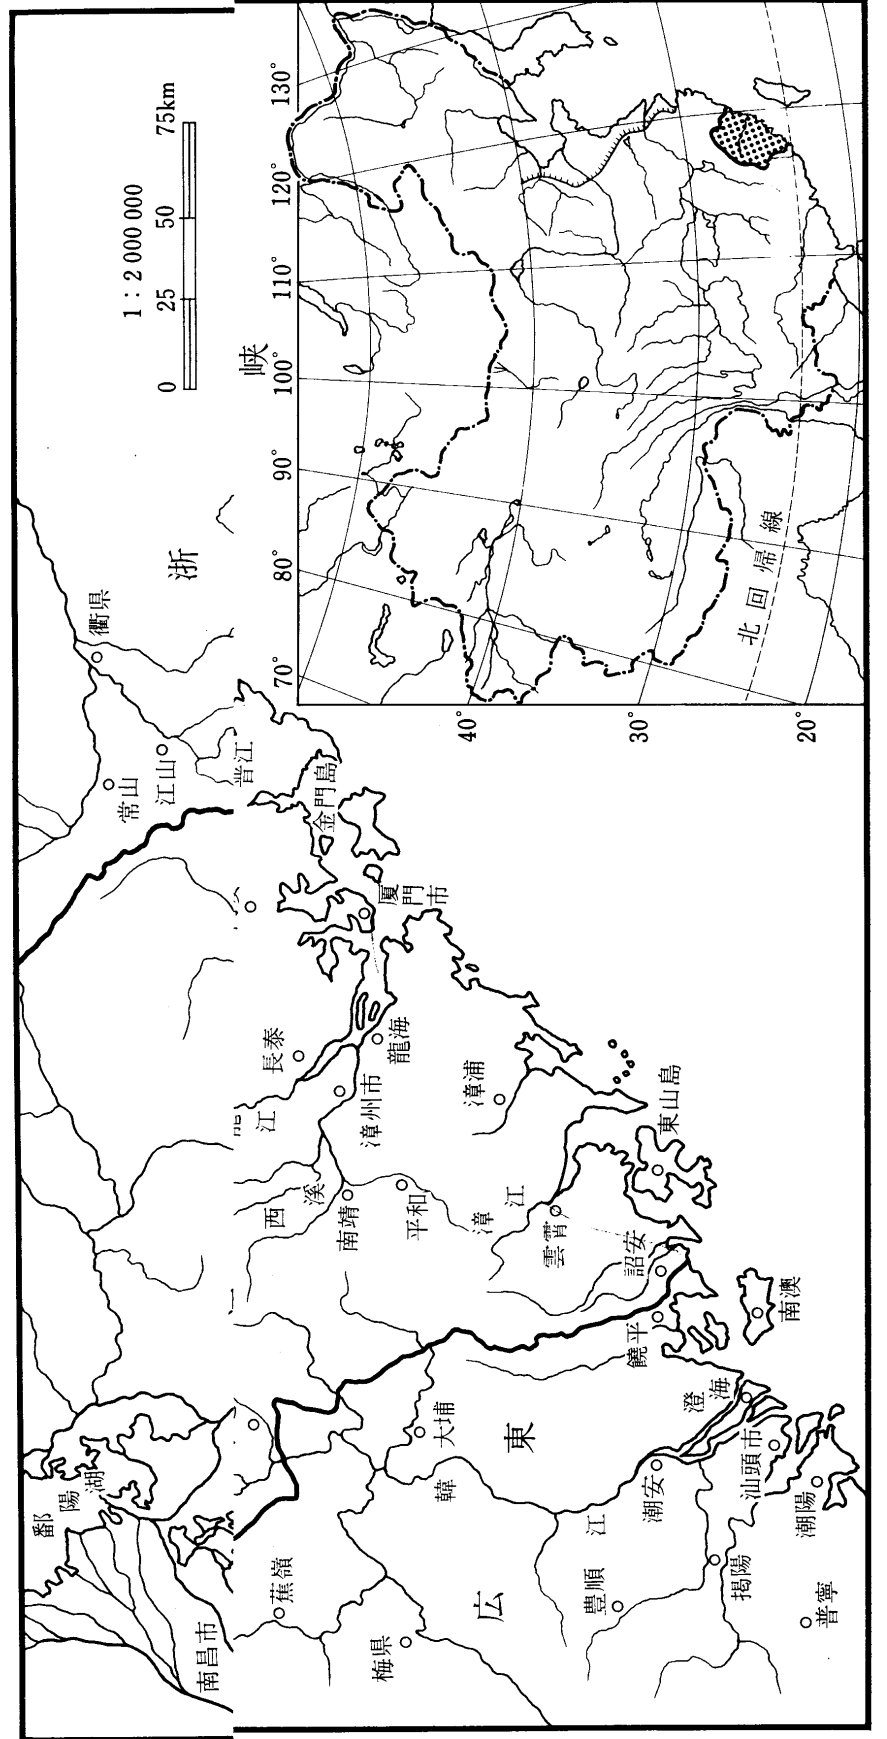 1 : 2 000 000
0 25 50 75km
峡
70° 80° 90° 100° 110° 120° 130°
40°
30°
20°
北回帰線
浙
衢県
常山
江山
晋江
金門島
厦門市
長泰
龍海
漳州市
江
漳浦
東山島
西溪
南靖
平和
漳江
雲霄
詔安
南澳
饒平
鄱陽湖
南昌市
大埔
東
澄海
汕頭市
韓江
潮安
潮陽
蕉嶺
広
豊順
掲陽
普寧
梅県